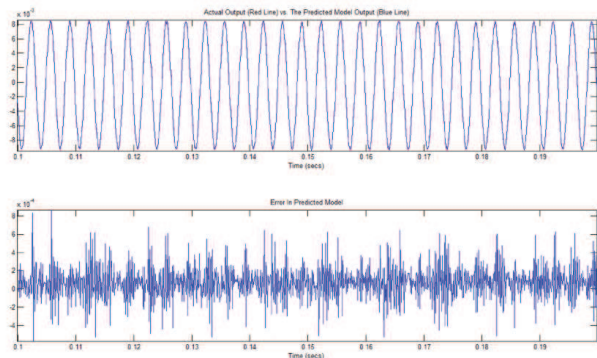 Actual Output (Red Line) vs. The Predicted Model Output (Blue Line)
x 10
8
6
4
2
0
-2
-4
-6
-8
0.1 0.11 0.12 0.13 0.14 0.15 0.16 0.17 0.18 0.19
Time (secs)
Error In Predicted Model
x 10
8
6
4
2
0
-2
-4
0.1 0.11 0.12 0.13 0.14 0.15 0.16 0.17 0.18 0.19
Time (secs)